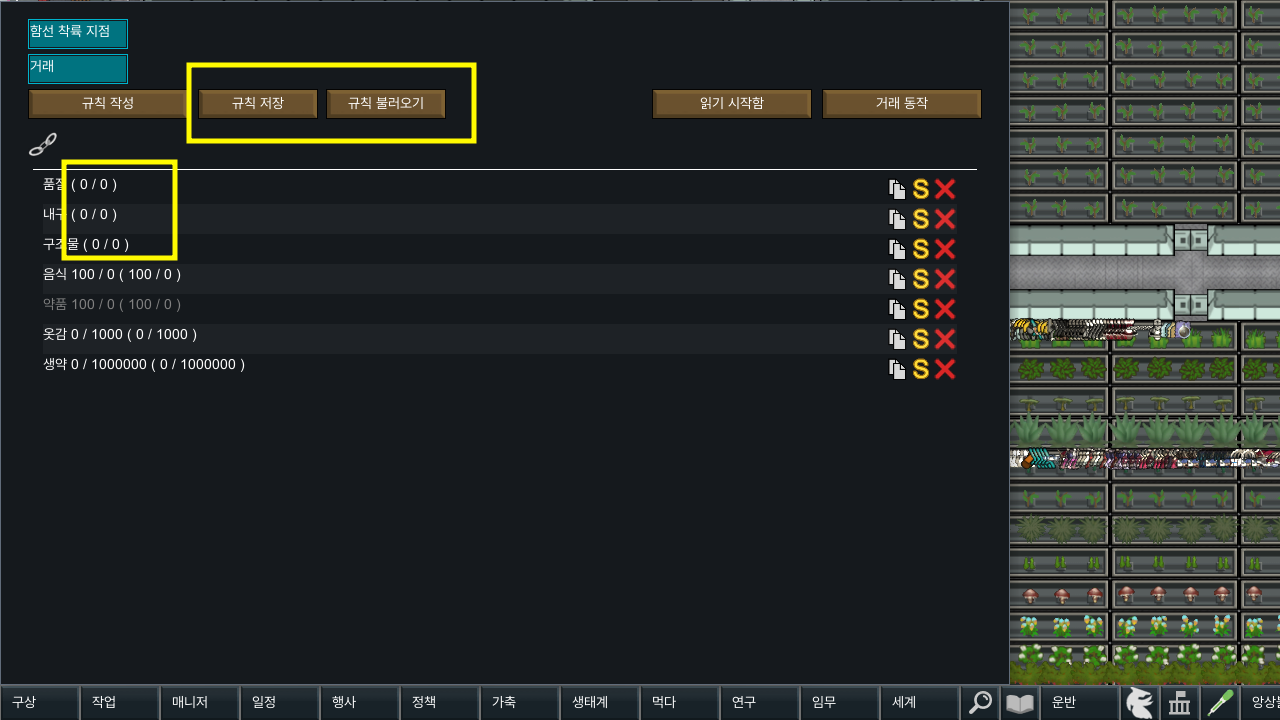 함선 착륙 지점
거래
규칙 작성 규칙 저장 규칙 불러오기 읽기 시작함 거래 동작
품질 ( 0 / 0 )
내구 ( 0 / 0 )
구조물 ( 0 / 0 )
음식 100 / 0 ( 100 / 0 )
약품 100 / 0 ( 100 / 0 )
옷감 0 / 1000 ( 0 / 1000 )
생약 0 / 1000000 ( 0 / 1000000 )
구상 작업 매니저 일정 행사 정책 가축 생태계 먹다 연구 임무 세계 운반